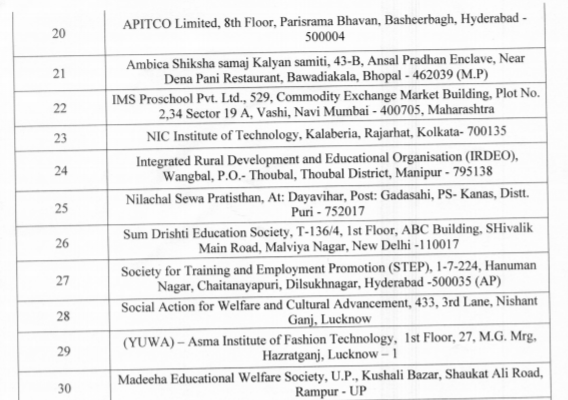 20
APITCO Limited, 8th Floor, Parisrama Bhavan, Basheerbagh, Hyderabad -
500004
21
Ambica Shiksha samaj Kalyan samiti, 43-B, Ansal Pradhan Enclave, Near
Dena Pani Restaurant, Bawadiakala, Bhopal - 462039 (M.P)
22
IMS Proschool Pvt. Ltd., 529, Commodity Exchange Market Building, Plot No.
2,34 Sector 19 A, Vashi, Navi Mumbai - 400705, Maharashtra
23
NIC Institute of Technology, Kalaberia, Rajarhat, Kolkata- 700135
24
Integrated Rural Development and Educational Organisation (IRDEO),
Wangbal, P.O.- Thoubal, Thoubal District, Manipur - 795138
25
Nilachal Sewa Pratisthan, At: Dayavihar, Post: Gadasahi, PS- Kanas, Distt.
Puri - 752017
26
Sum Drishti Education Society, T-136/4, 1st Floor, ABC Building, SHivalik
Main Road, Malviya Nagar, New Delhi -110017
27
Society for Training and Employment Promotion (STEP), 1-7-224, Hanuman
Nagar, Chaitanayapuri, Dilsukhnagar, Hyderabad -500035 (AP)
28
Social Action for Welfare and Cultural Advancement, 433, 3rd Lane, Nishant
Ganj, Lucknow
29
(YUWA) – Asma Institute of Fashion Technology, 1st Floor, 27, M.G. Mrg,
Hazratganj, Lucknow – 1
30
Madeeha Educational Welfare Society, U.P., Kushali Bazar, Shaukat Ali Road,
Rampur - UP